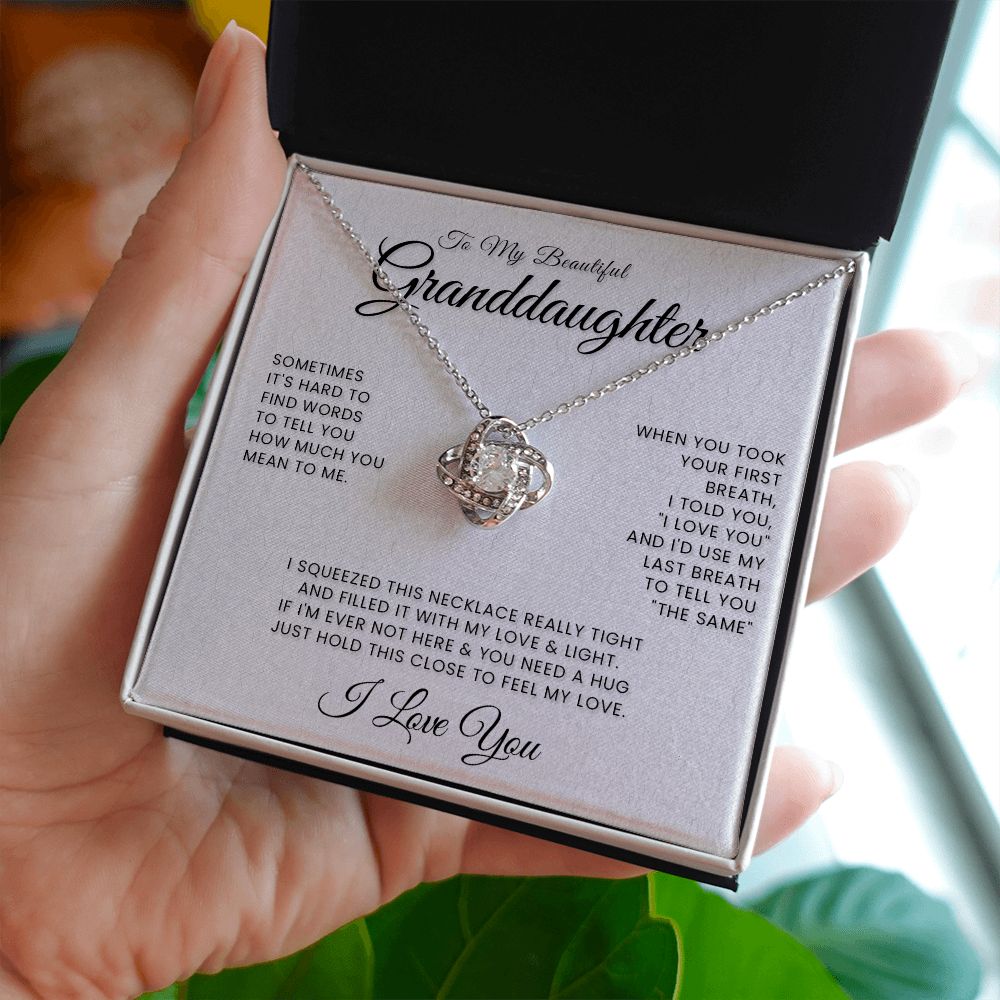 To My Beautiful
Granddaughter
SOMETIMES
IT'S HARD TO
FIND WORDS
TO TELL YOU
HOW MUCH YOU
MEAN TO ME.
WHEN YOU TOOK
YOUR FIRST
BREATH,
I TOLD YOU,
"I LOVE YOU"
AND I'D USE MY
LAST BREATH
TO TELL YOU
"THE SAME"
I SQUEEZED THIS NECKLACE REALLY TIGHT
AND FILLED IT WITH MY LOVE & LIGHT.
IF I'M EVER NOT HERE & YOU NEED A HUG
JUST HOLD THIS CLOSE TO FEEL MY LOVE.
I Love You